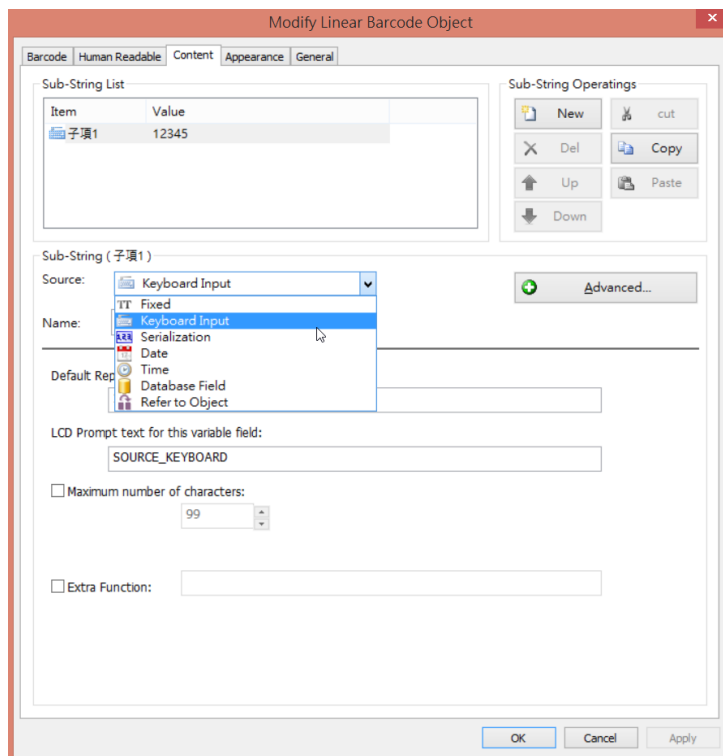 Modify Linear Barcode Object
Barcode Human Readable Content Appearance General
Sub-String List
Item Value
子項1 12345
Sub-String Operatings
New cut
Del Copy
Up Paste
Down
Sub-String ( 子項1 )
Source: Keyboard Input
Advanced...
TT Fixed
Keyboard Input
Name:
123 Serialization
Date
Time
Default Rep
Database Field
Refer to Object
LCD Prompt text for this variable field:
SOURCE_KEYBOARD
Maximum number of characters:
99
Extra Function:
OK Cancel Apply